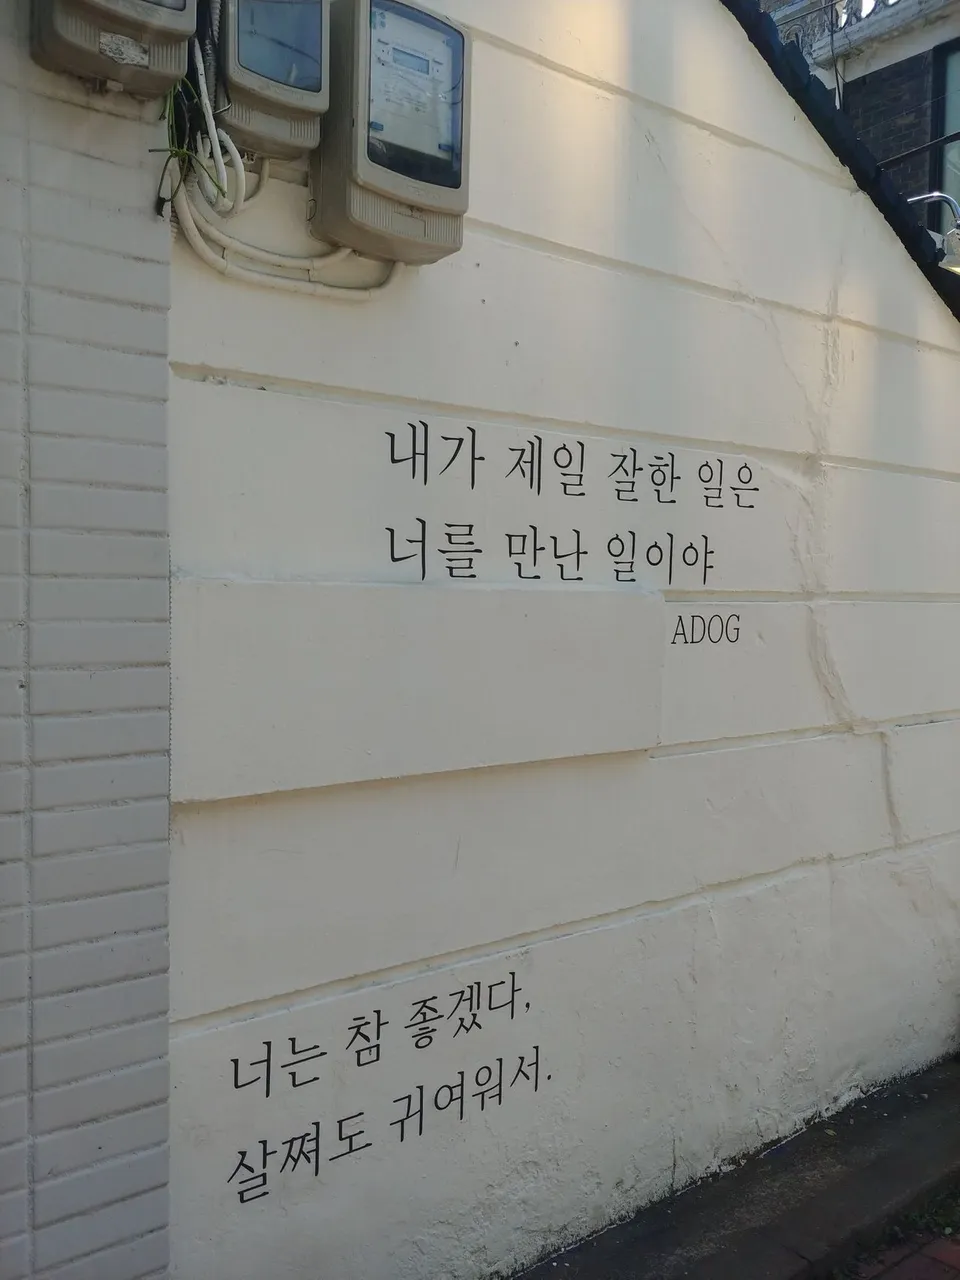 내가 제일 잘한 일은
너를 만난 일이야
ADOG
너는 참 좋겠다,
살쪄도 귀여워서.